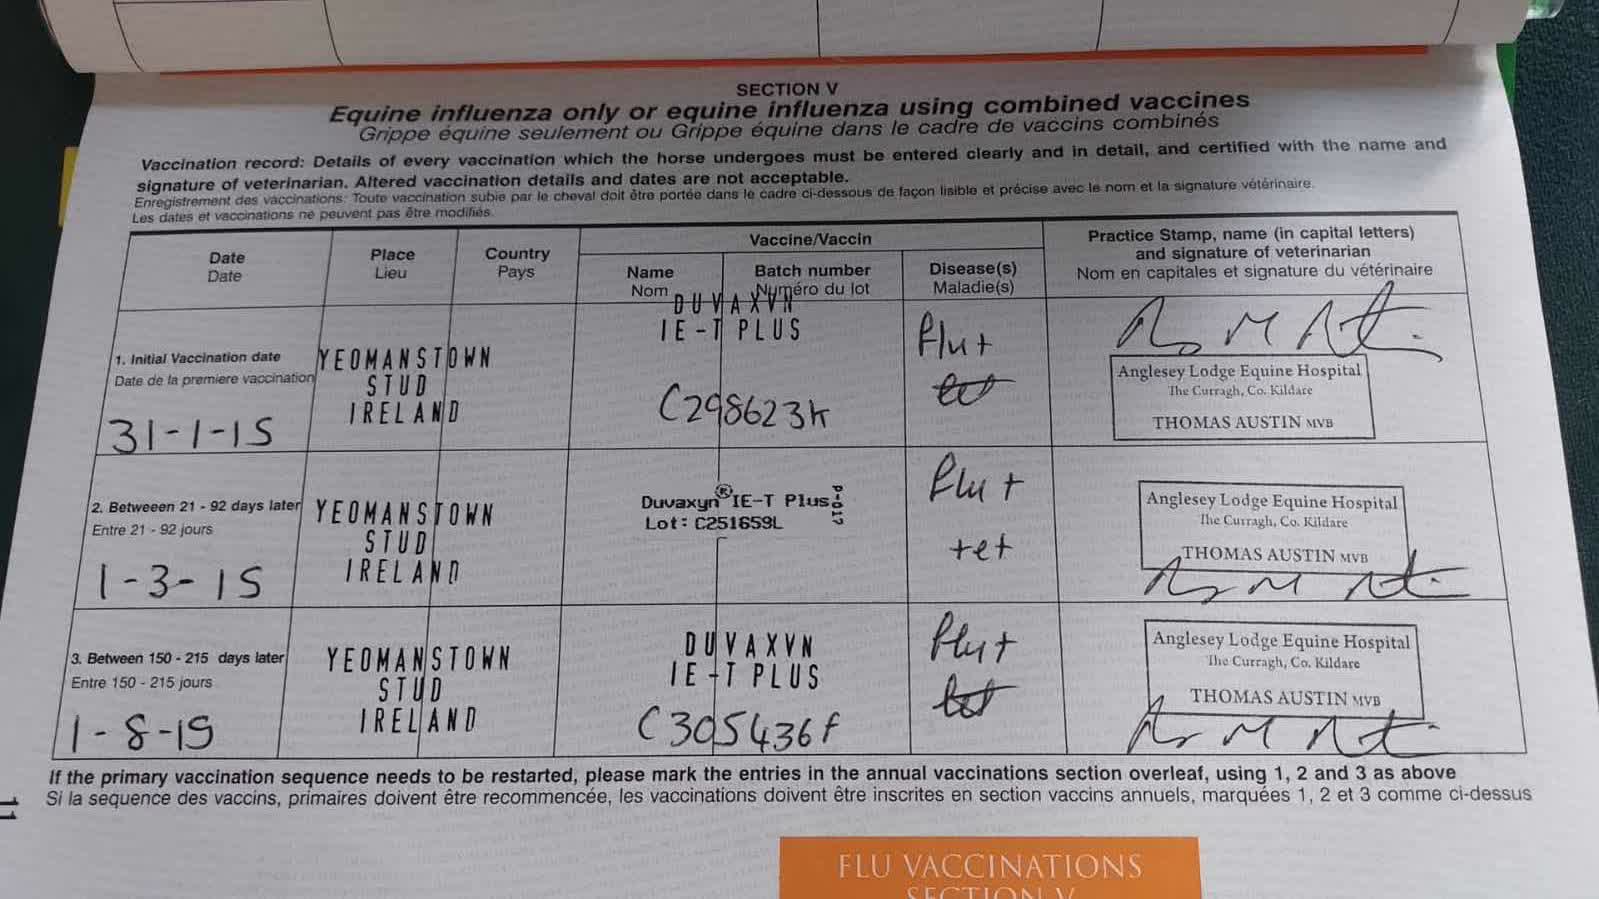 SECTION V
Equine influenza only or equine influenza using combined vaccines
Grippe équine seulement ou Grippe équine dans le cadre de vaccins combinés
Vaccination record: Details of every vaccination which the horse undergoes must be entered clearly and in detail, and certified with the name and
signature of veterinarian. Altered vaccination details and dates are not acceptable.
Enregistrement des vaccinations: Toute vaccination subie par le cheval doit être portée dans le cadre ci-dessous de façon lisible et précise avec le nom et la signature vétérinaire.
Les dates et vaccinations ne peuvent pas être modifiés.
Date
Date
Place
Lieu
Country
Pays
Vaccine/Vaccin
Name
Nom
Batch number
Numéro du lot
Disease(s)
Maladie(s)
Practice Stamp, name (in capital letters)
and signature of veterinarian
Nom en capitales et signature du vétérinaire
1. Initial Vaccination date
Date de la premiere vaccination
31-1-15
YEOMANSTOWN
STUD
IRELAND
DUVAXVN
IE-T PLUS
C298623K
flu+
tet
Anglesey Lodge Equine Hospital
The Curragh, Co. Kildare
THOMAS AUSTIN MVB
2. Betweeen 21 - 92 days later
Entre 21 - 92 jours
1-3-15
YEOMANSTOWN
STUD
IRELAND
Duvaxyn® IE-T Plus
P-017
Lot: C251659L
flu+
tet
Anglesey Lodge Equine Hospital
The Curragh, Co. Kildare
THOMAS AUSTIN MVB
3. Between 150 - 215 days later
Entre 150 - 215 jours
1-8-15
YEOMANSTOWN
STUD
IRELAND
DUVAXVN
IE-T PLUS
C305436f
flu+
tet
Anglesey Lodge Equine Hospital
The Curragh, Co. Kildare
THOMAS AUSTIN MVB
If the primary vaccination sequence needs to be restarted, please mark the entries in the annual vaccinations section overleaf, using 1, 2 and 3 as above
Si la sequence des vaccins, primaires doivent être recommencée, les vaccinations doivent être inscrites en section vaccins annuels, marquées 1, 2 et 3 comme ci-dessus
11
FLU VACCINATIONS
SECTION V